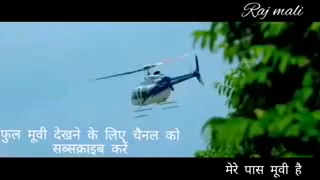 Raj mali
फुल मूवी देखने के लिए चैनल को
सब्सक्राइब करें
मेरे पास मूवी है